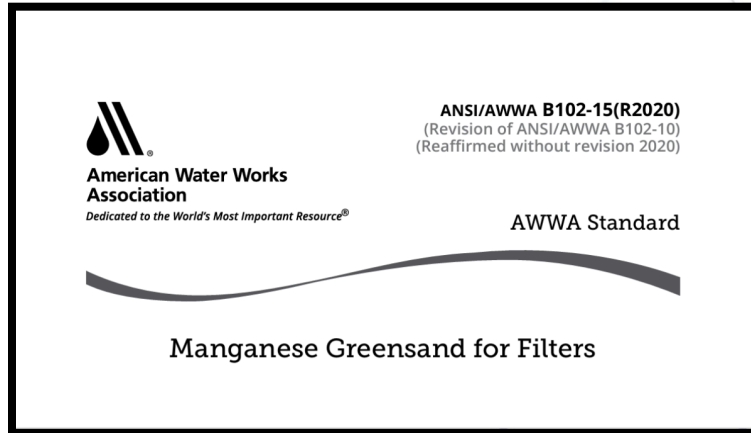 ANSI/AWWA B102-15(R2020)
(Revision of ANSI/AWWA B102-10)
(Reaffirmed without revision 2020)
®
American Water Works
Association
Dedicated to the World's Most Important Resource®
AWWA Standard
Manganese Greensand for Filters